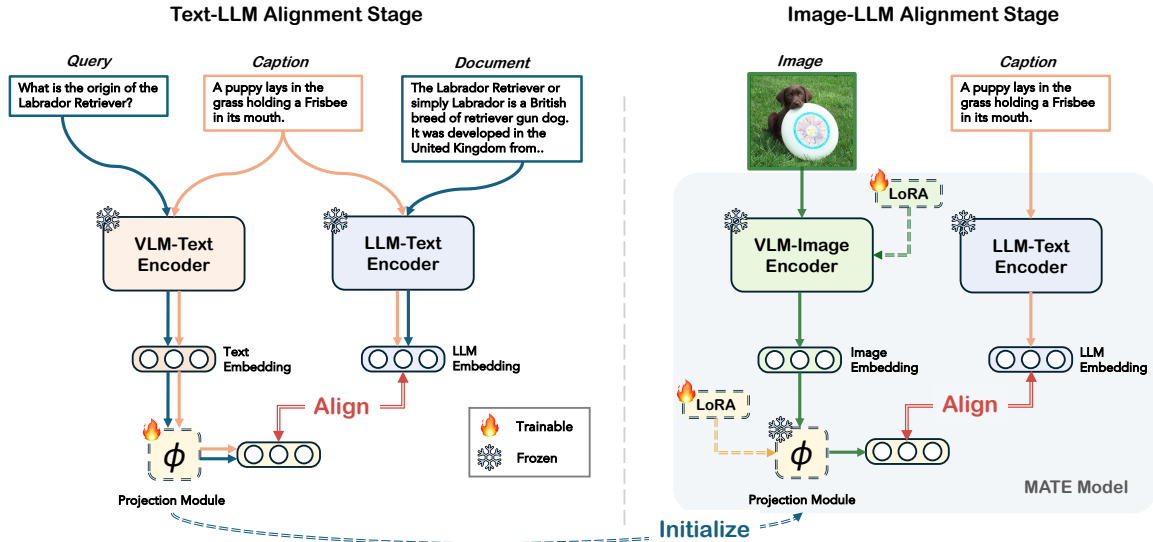 Text-LLM Alignment Stage
Query
Caption
Document
What is the origin of the
Labrador Retriever?
A puppy lays in the
grass holding a Frisbee
in its mouth.
The Labrador Retriever or
simply Labrador is a British
breed of retriever gun dog.
It was developed in the
United Kingdom from..
VLM-Text
Encoder
LLM-Text
Encoder
Text
Embedding
LLM
Embedding
Align
ϕ
Projection Module
Trainable
Frozen
Image-LLM Alignment Stage
Image
Caption
A puppy lays in the
grass holding a Frisbee
in its mouth.
LoRA
VLM-Image
Encoder
LLM-Text
Encoder
Image
Embedding
LLM
Embedding
LoRA
Align
ϕ
Projection Module
MATE Model
Initialize